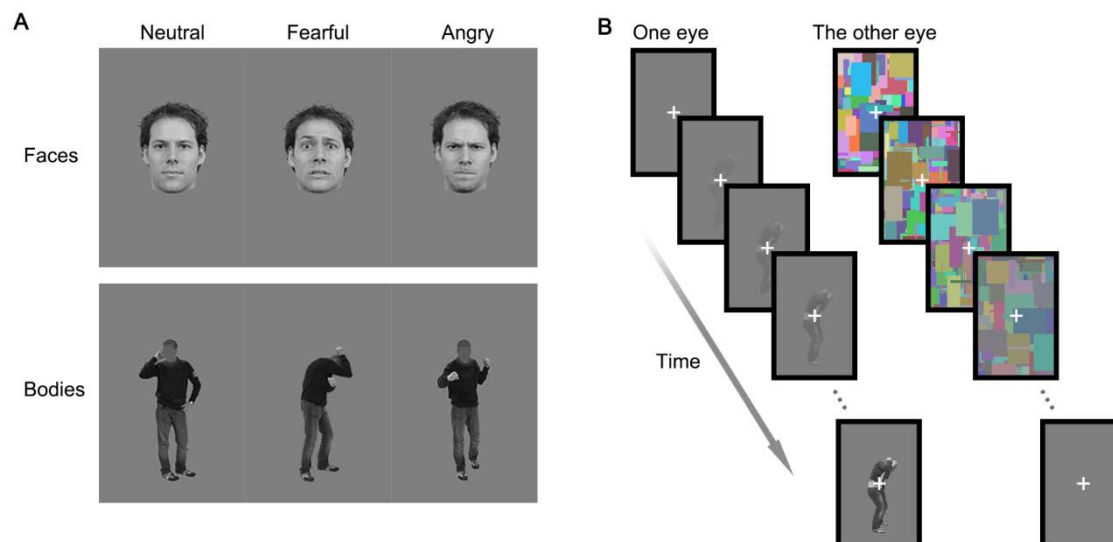 A
Neutral Fearful Angry
Faces
Bodies
B
One eye The other eye
Time